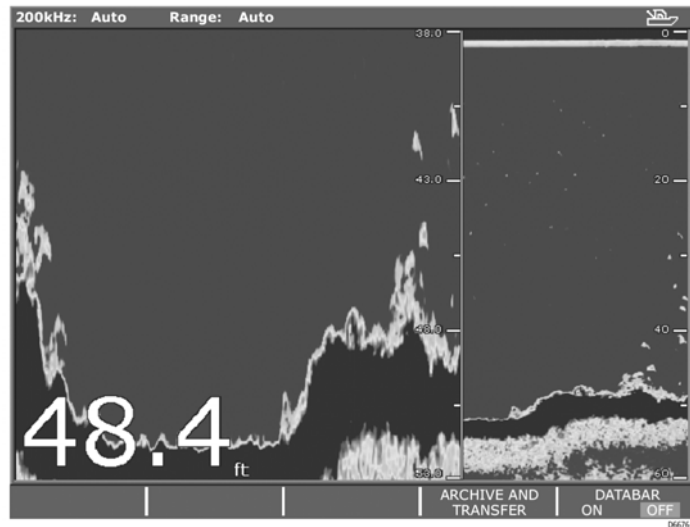 200kHz: Auto Range: Auto
38.0
0
43.0
20
48.0
40
48.4 ft
53.0
60
ARCHIVE AND TRANSFER
DATABAR
ON OFF
D6676